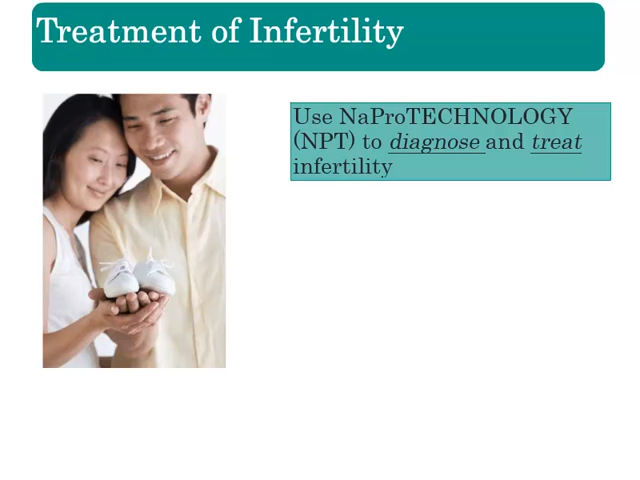 Treatment of Infertility
Use NaProTECHNOLOGY
(NPT) to diagnose and treat
infertility